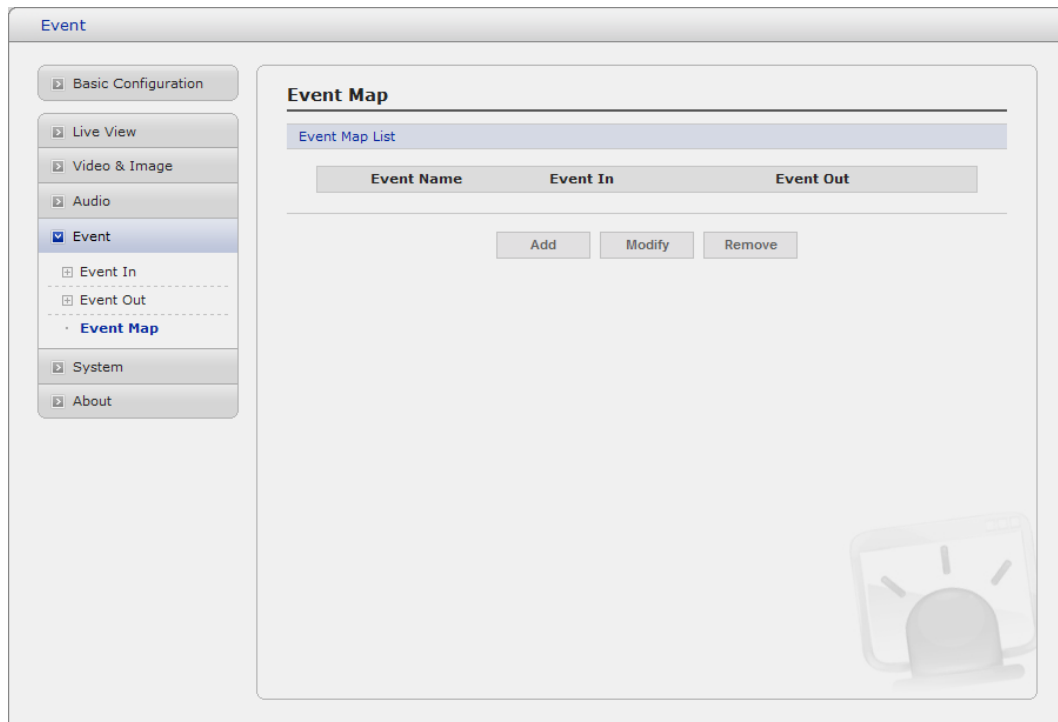 Event
Basic Configuration
Live View
Video & Image
Audio
Event
Event In
Event Out
Event Map
System
About
Event Map
Event Map List
Event Name Event In Event Out
Add Modify Remove